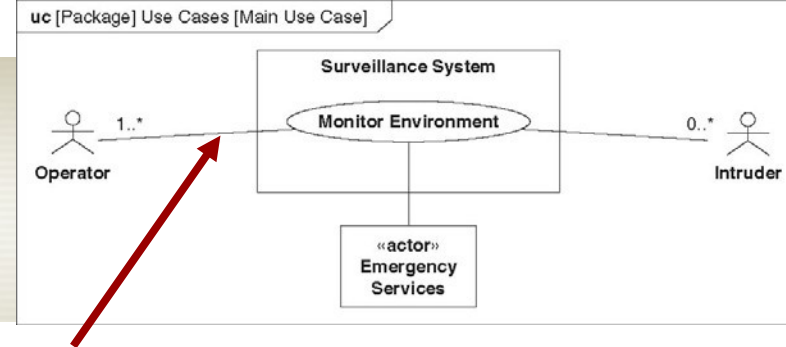 uc [Package] Use Cases [Main Use Case]
Surveillance System
1..*
Monitor Environment
0..*
Operator
Intruder
«actor»
Emergency
Services